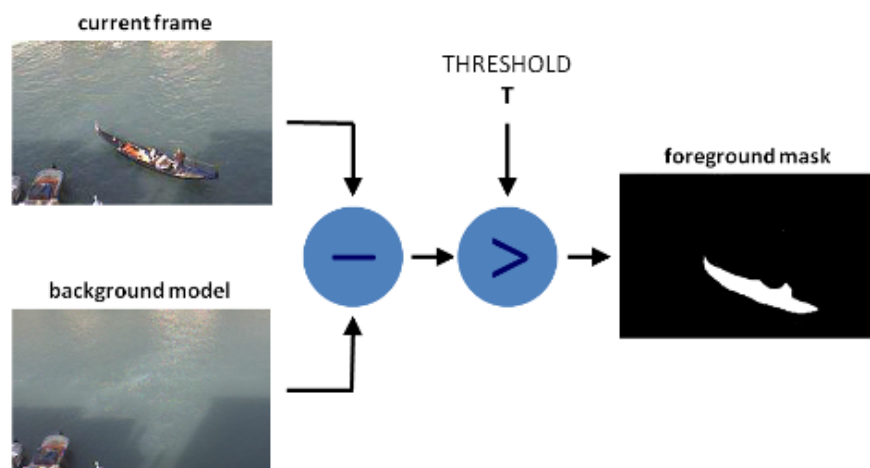 current frame
THRESHOLD
T
foreground mask
−
>
background model